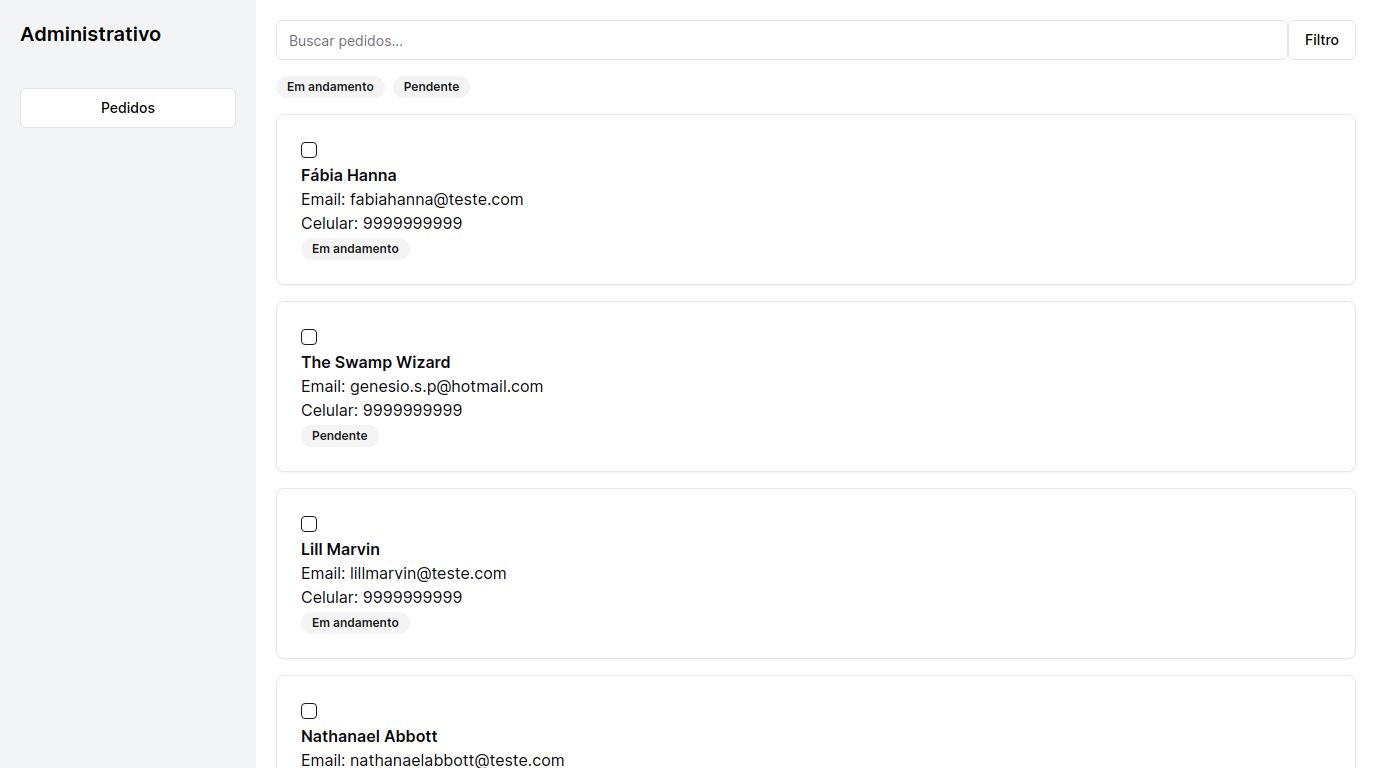 Administrativo
Pedidos
Buscar pedidos...
Filtro
Em andamento
Pendente
Fábia Hanna
Email: fabiahanna@teste.com
Celular: 9999999999
Em andamento
The Swamp Wizard
Email: genesio.s.p@hotmail.com
Celular: 9999999999
Pendente
Lill Marvin
Email: lillmarvin@teste.com
Celular: 9999999999
Em andamento
Nathanael Abbott
Email: nathanaelabbott@teste.com